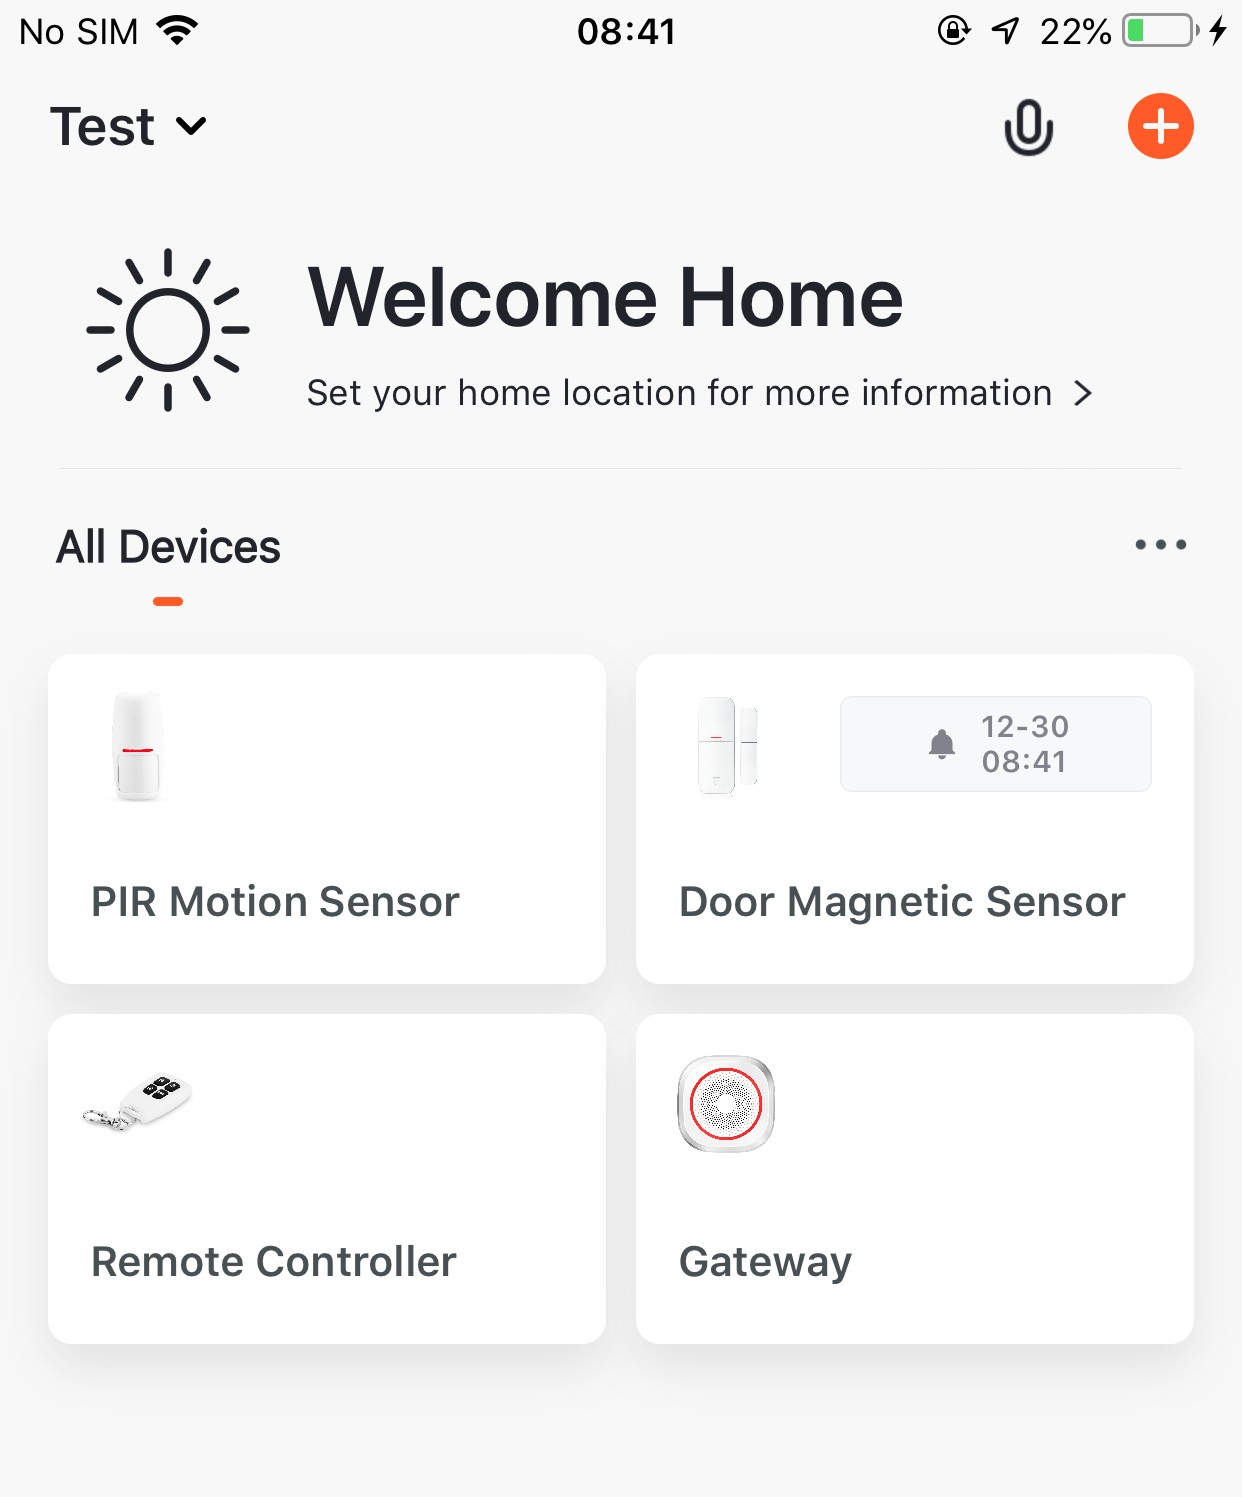 No SIM 08:41 22%
Test
Welcome Home
Set your home location for more information
All Devices
PIR Motion Sensor
12-30
08:41
Door Magnetic Sensor
Remote Controller
Gateway